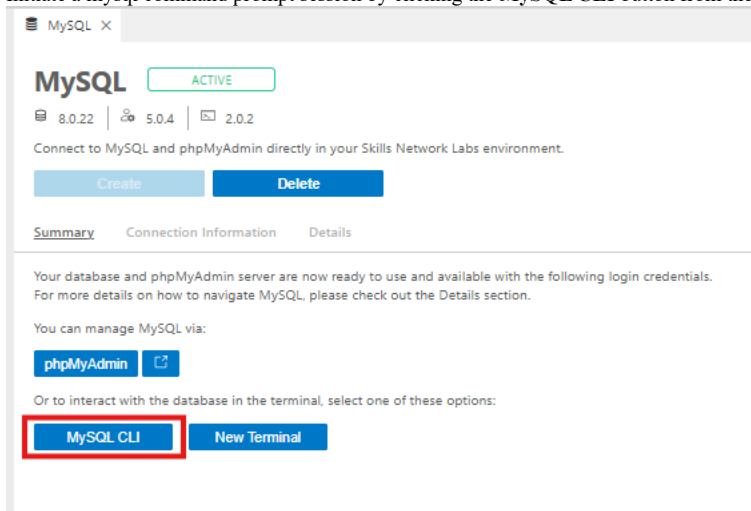 MySQL ×
MySQL ACTIVE
8.0.22 5.0.4 2.0.2
Connect to MySQL and phpMyAdmin directly in your Skills Network Labs environment.
Create Delete
Summary Connection Information Details
Your database and phpMyAdmin server are now ready to use and available with the following login credentials.
For more details on how to navigate MySQL, please check out the Details section.
You can manage MySQL via:
phpMyAdmin
Or to interact with the database in the terminal, select one of these options:
MySQL CLI New Terminal